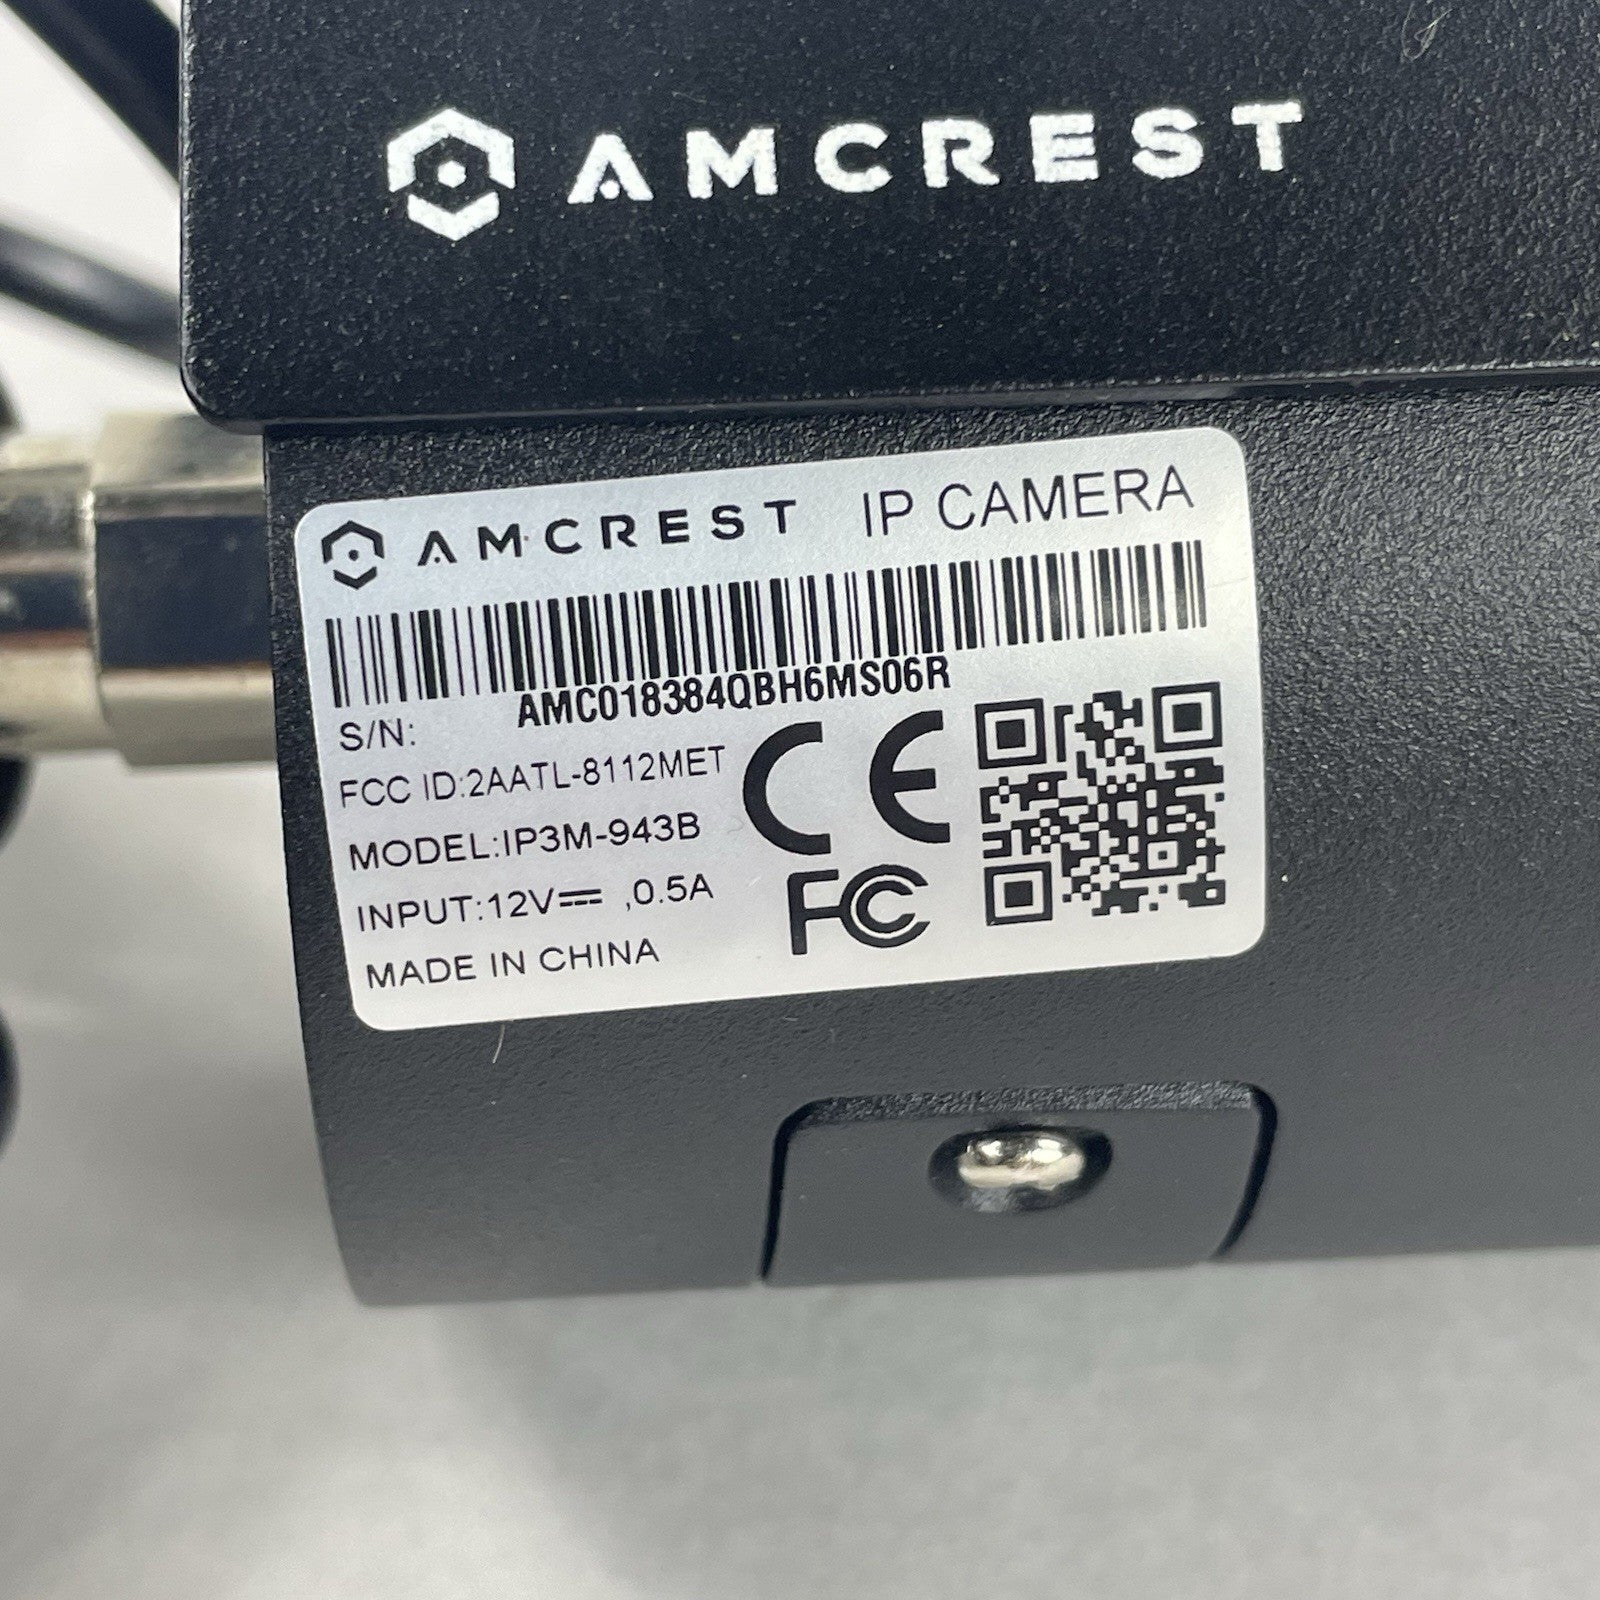 AMCREST
AMCREST IP CAMERA
AMC018384QBH6MS06R
S/N:
FCC ID:2AATL-8112MET
MODEL:IP3M-943B
INPUT:12V⎓ ,0.5A
MADE IN CHINA
CE
FC